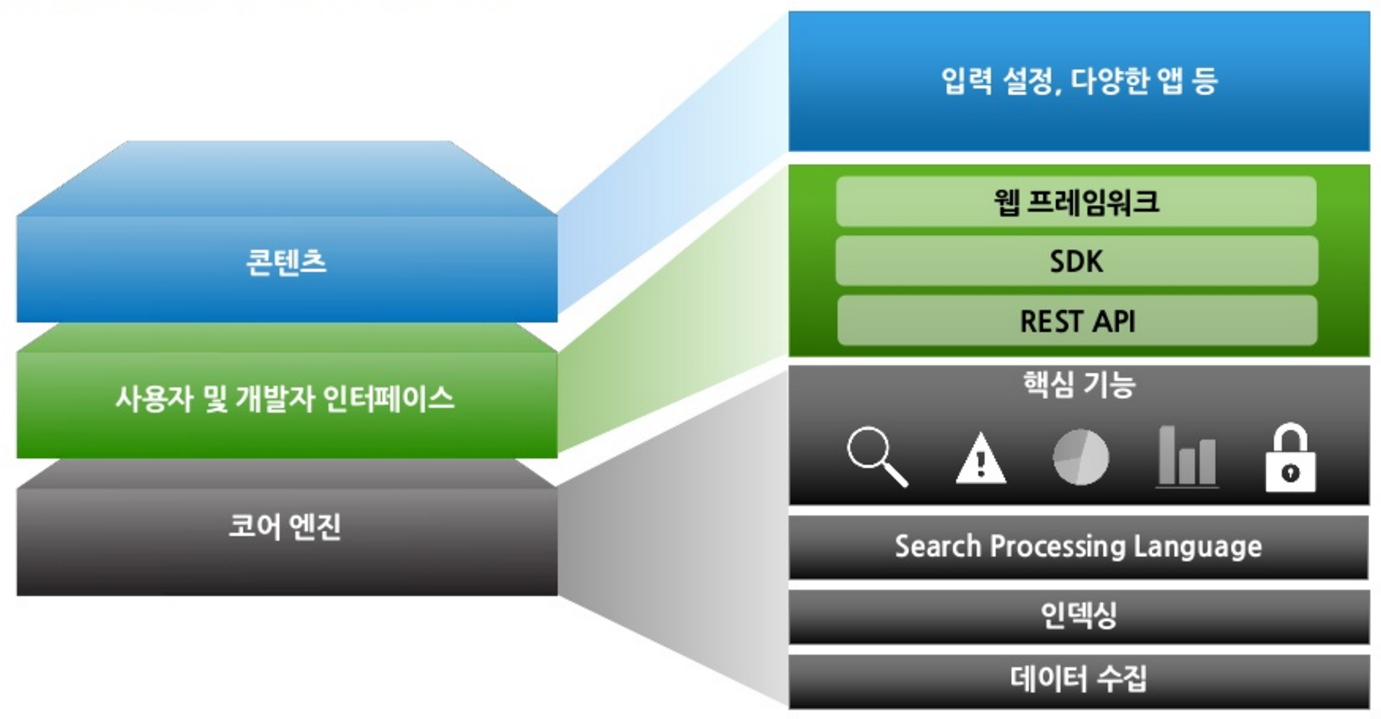 콘텐츠
사용자 및 개발자 인터페이스
코어 엔진
입력 설정, 다양한 앱 등
웹 프레임워크
SDK
REST API
핵심 기능
Search Processing Language
인덱싱
데이터 수집